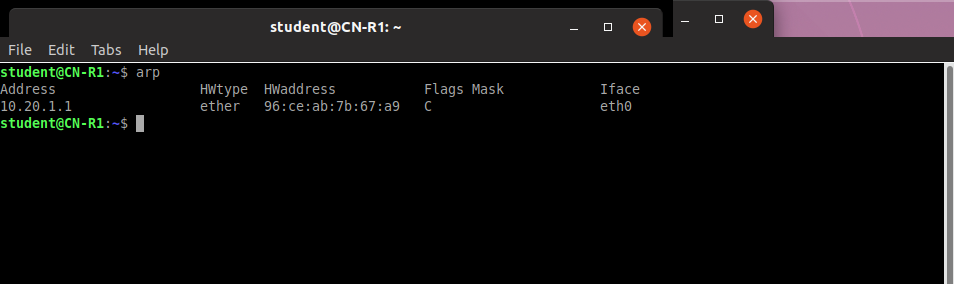 student@CN-R1: ~
File Edit Tabs Help
student@CN-R1:~$ arp
Address HWtype HWaddress Flags Mask Iface
10.20.1.1 ether 96:ce:ab:7b:67:a9 C eth0
student@CN-R1:~$